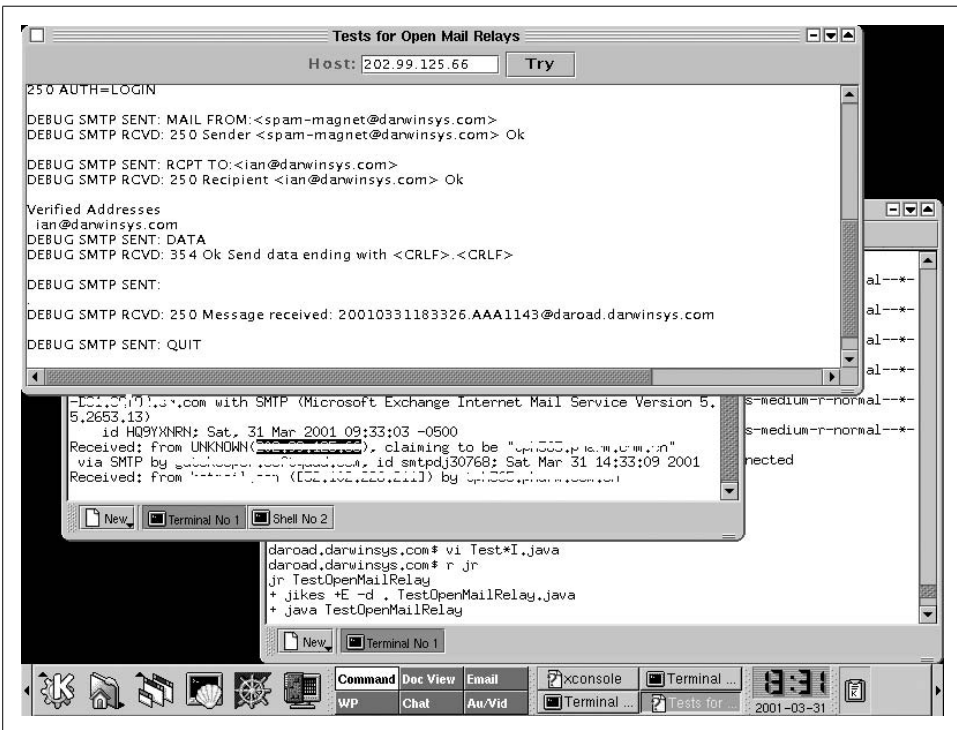 Tests for Open Mail Relays
Host: 202.99.125.66 Try
250 AUTH=LOGIN
DEBUG SMTP SENT: MAIL FROM:<spam-magnet@darwinsys.com>
DEBUG SMTP RCVD: 250 Sender <spam-magnet@darwinsys.com> Ok
DEBUG SMTP SENT: RCPT TO:<ian@darwinsys.com>
DEBUG SMTP RCVD: 250 Recipient <ian@darwinsys.com> Ok
Verified Addresses
ian@darwinsys.com
DEBUG SMTP SENT: DATA
DEBUG SMTP RCVD: 354 Ok Send data ending with <CRLF>.<CRLF>
DEBUG SMTP SENT:
.
DEBUG SMTP RCVD: 250 Message received: 20010331183326.AAA1143@daroad.darwinsys.com
DEBUG SMTP SENT: QUIT
al--*-
al--*-
al--*-
al--*-
s-medium-r-normal--*-
s-medium-r-normal--*-
nected
.com with SMTP (Microsoft Exchange Internet Mail Service Version 5.
5.2653.13)
id HQ9YXNRN; Sat, 31 Mar 2001 09:33:03 -0500
Received: from UNKNOWN(202.99.125.66), claiming to be
via SMTP by id smtpdj30768; Sat Mar 31 14:33:09 2001
Received: from by
New Terminal No 1 Shell No 2
daroad.darwinsys.com$ vi Test*I.java
daroad.darwinsys.com$ r jr
jr TestOpenMailRelay
+ jikes +E -d . TestOpenMailRelay.java
+ java TestOpenMailRelay
New Terminal No 1
Command Doc View Email
WP Chat Au/Vid
xconsole Terminal ...
Terminal ... Tests for ...
9:31
2001-03-31